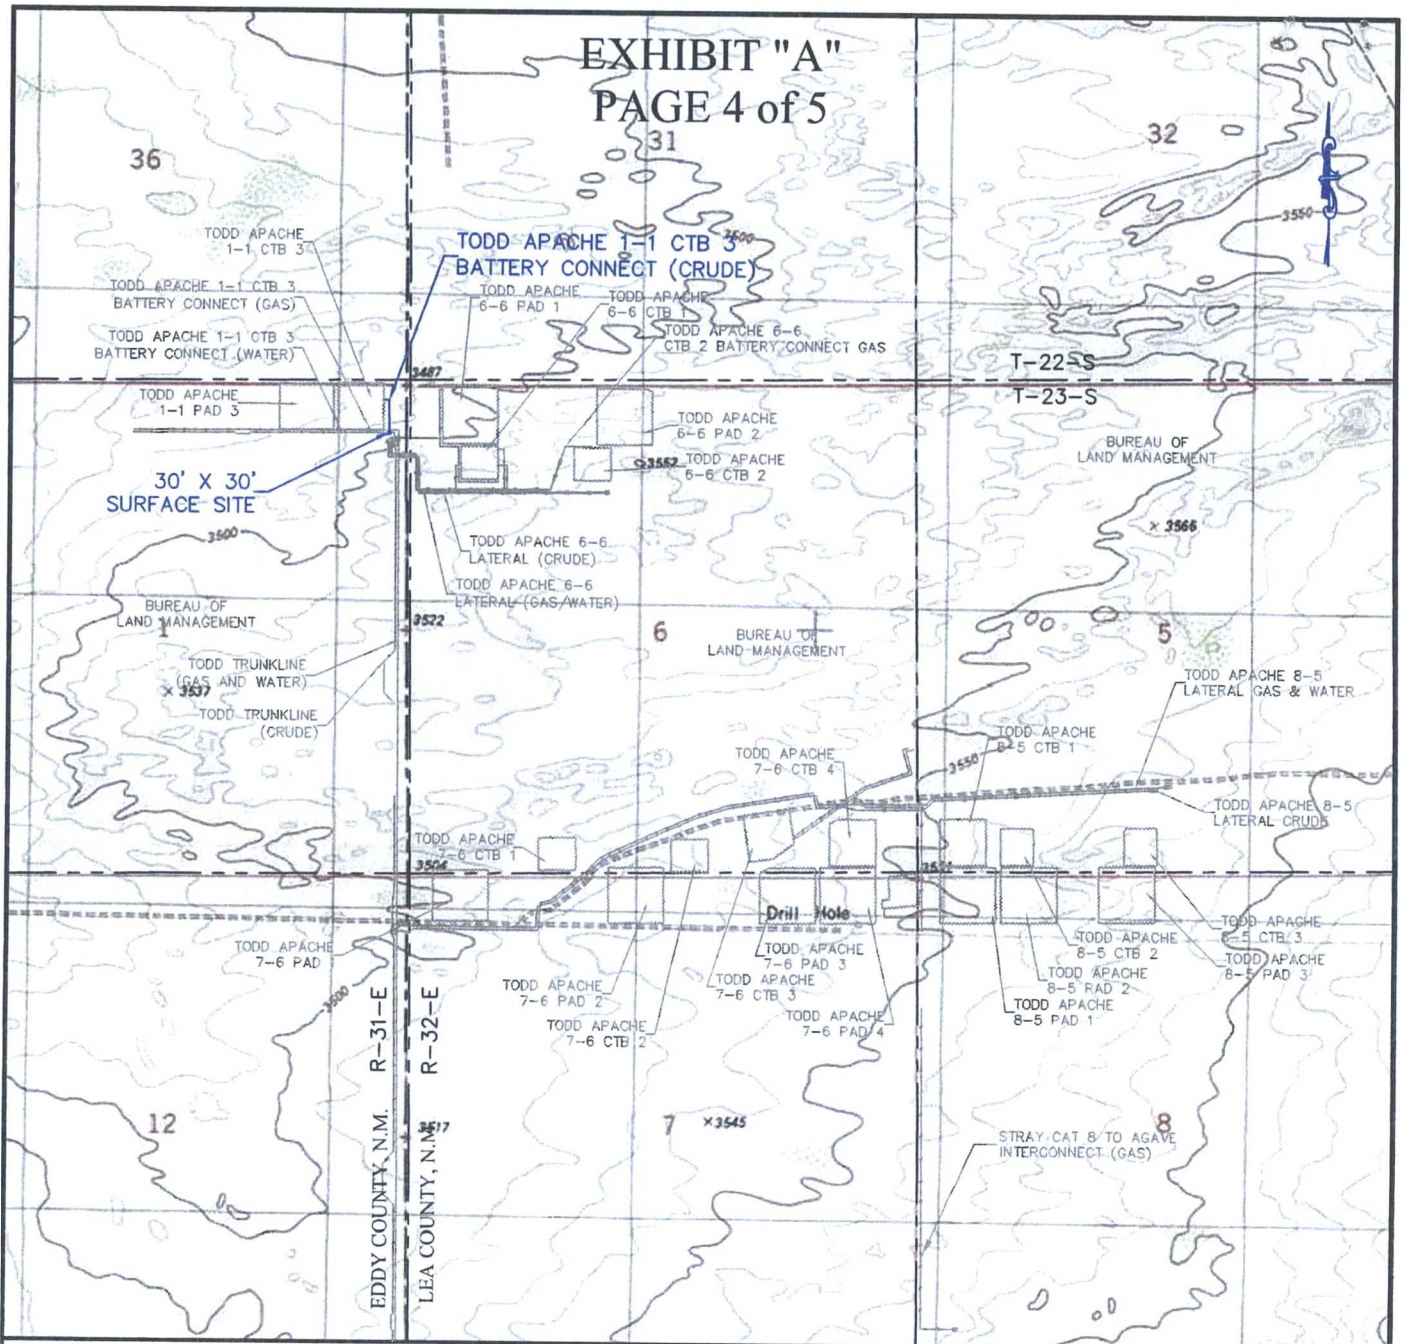 EXHIBIT "A"
PAGE 4 of 5
36
31
32
3550
3500
TODD APACHE
1-1 CTB 3
TODD APACHE 1-1 CTB 3
BATTERY CONNECT (CRUDE)
TODD APACHE 1-1 CTB 3
BATTERY CONNECT (GAS)
TODD APACHE
6-6 PAD 1
TODD APACHE
6-6 CTB 1
TODD APACHE 1-1 CTB 3
BATTERY CONNECT (WATER)
TODD APACHE 6-6
CTB 2 BATTERY CONNECT GAS
3487
T-22-S
T-23-S
TODD APACHE
1-1 PAD 3
TODD APACHE
6-6 PAD 2
TODD APACHE
6-6 CTB 2
3557
BUREAU OF
LAND MANAGEMENT
30' X 30'
SURFACE SITE
3500
3566
TODD APACHE 6-6
LATERAL (CRUDE)
TODD APACHE 6-6
LATERAL (GAS/WATER)
BUREAU OF
LAND MANAGEMENT
1
3522
6
BUREAU OF
LAND MANAGEMENT
5
TODD TRUNKLINE
(GAS AND WATER)
3537
TODD TRUNKLINE
(CRUDE)
TODD APACHE 8-5
LATERAL GAS & WATER
TODD APACHE
8-5 CTB 1
TODD APACHE
7-6 CTB 4
3550
TODD APACHE 8-5
LATERAL CRUDE
TODD APACHE
7-6 CTB 1
3504
Drill Hole
TODD APACHE
7-6 PAD
TODD APACHE
7-6 PAD 3
TODD APACHE
8-5 CTB 2
TODD APACHE
8-5 CTB 3
TODD APACHE
8-5 PAD 3
TODD APACHE
7-6 PAD 2
TODD APACHE
7-6 CTB 3
TODD APACHE
8-5 PAD 2
TODD APACHE
7-6 CTB 2
TODD APACHE
7-6 PAD 4
TODD APACHE
8-5 PAD 1
3500
R-31-E
R-32-E
12
3517
7
3545
8
STRAY CAT 8 TO AGAVE
INTERCONNECT (GAS)
EDDY COUNTY, N.M.
LEA COUNTY, N.M.